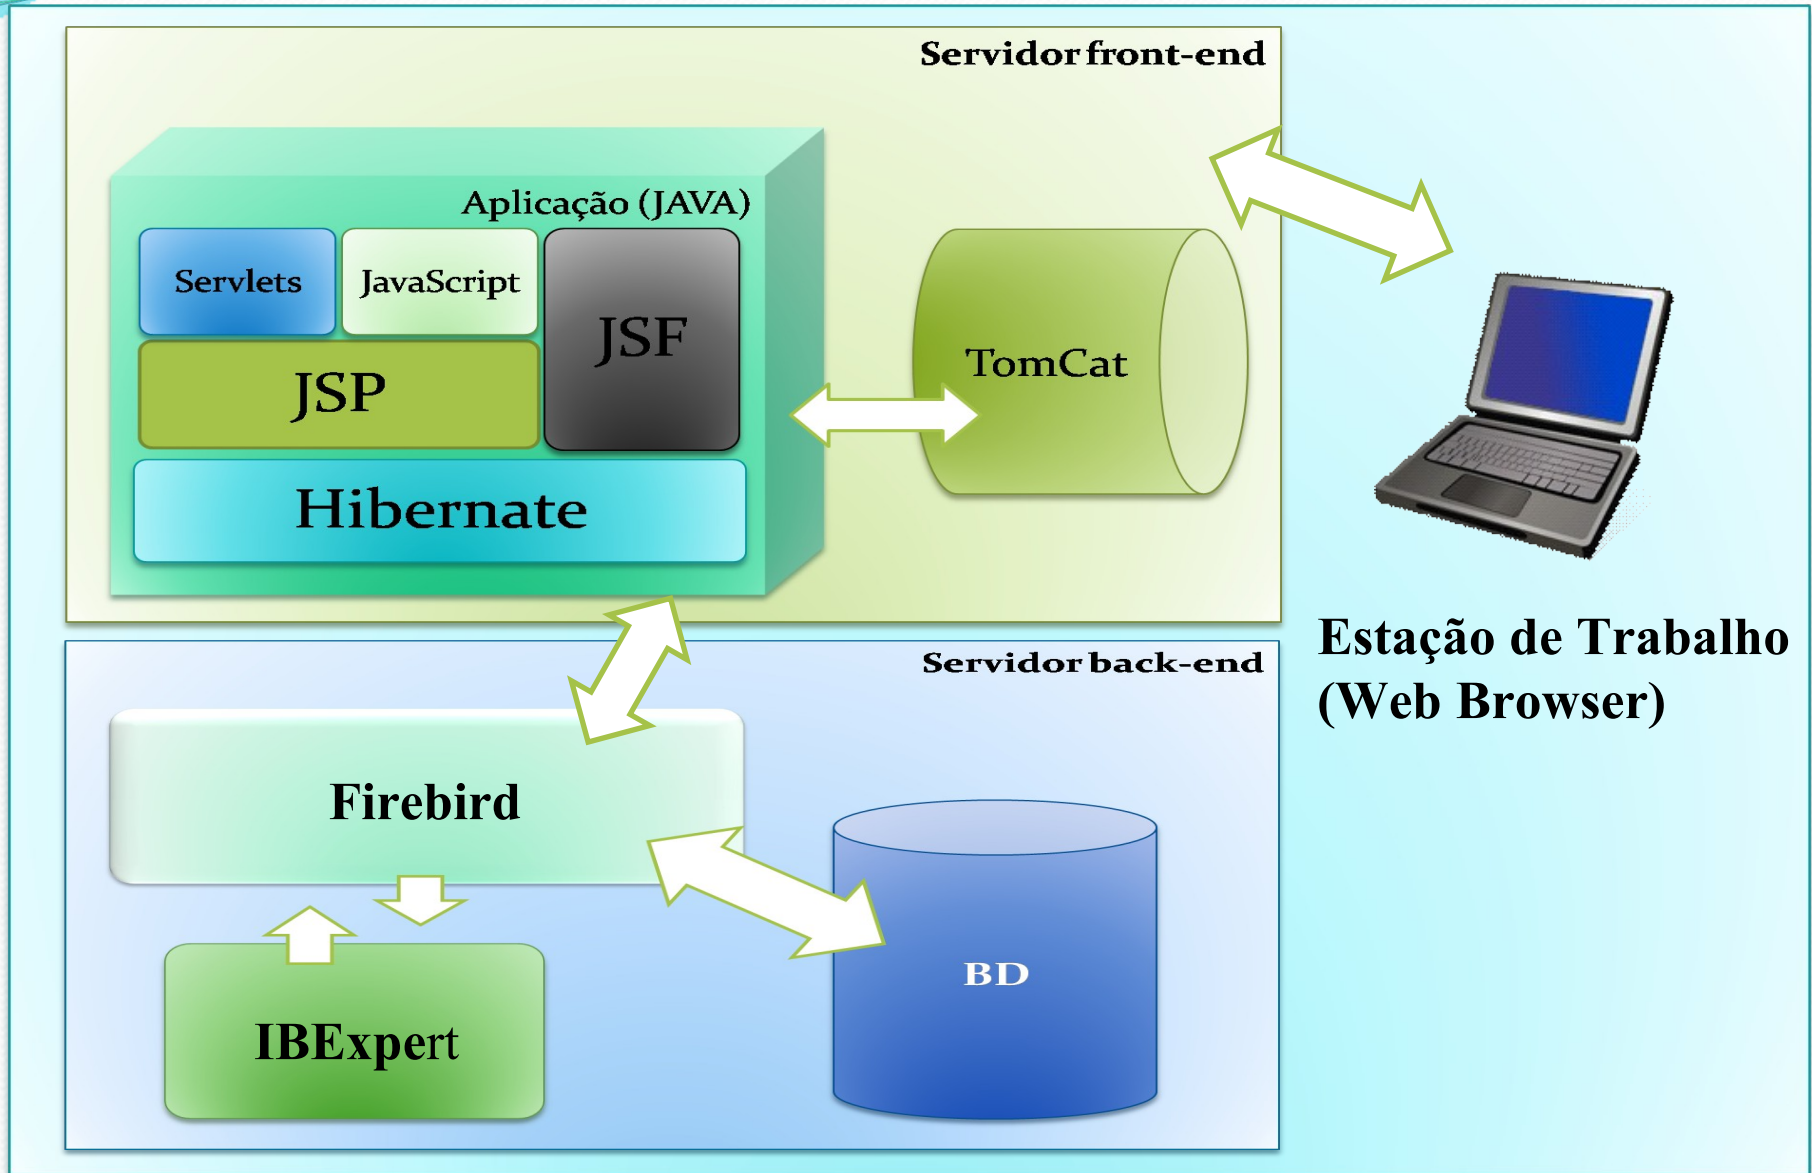 Servidor front-end
Aplicação (JAVA)
Servlets
JavaScript
JSF
JSP
Hibernate
TomCat
Estação de Trabalho
(Web Browser)
Servidor back-end
Firebird
IBExpert
BD